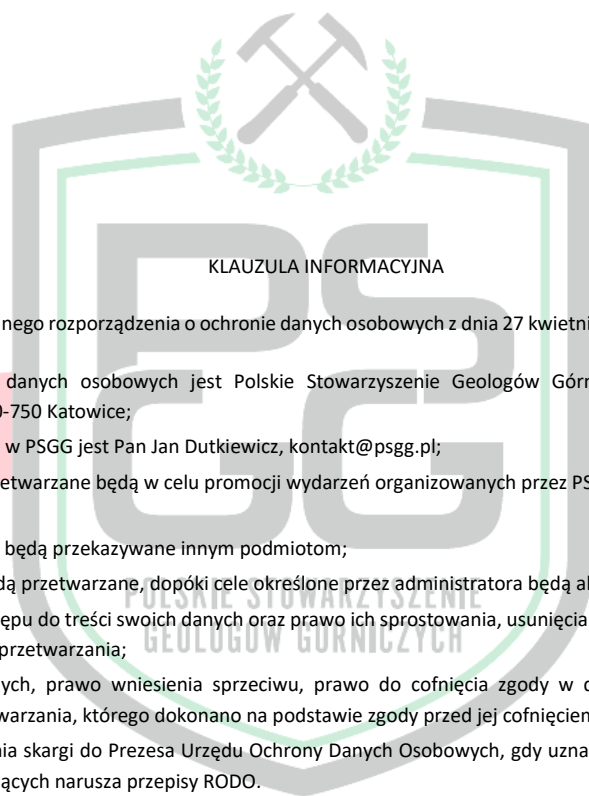 KLAUZULA INFORMACYJNA
nego rozporządzenia o ochronie danych osobowych z dnia 27 kwietni
danych osobowych jest Polskie Stowarzyszenie Geologów Górn
0-750 Katowice;
w PSGG jest Pan Jan Dutkiewicz, kontakt@psgg.pl;
etwarzane będą w celu promocji wydarzeń organizowanych przez PS
będą przekazywane innym podmiotom;
dą przetwarzane, dopóki cele określone przez administratora będą ak
ępu do treści swoich danych oraz prawo ich sprostowania, usunięcia
przetwarzania;
ych, prawo wniesienia sprzeciwu, prawo do cofnięcia zgody w d
warzania, którego dokonano na podstawie zgody przed jej cofnięciem
nia skargi do Prezesa Urzędu Ochrony Danych Osobowych, gdy uzna
ących narusza przepisy RODO.
PS
GG
POLSKIE STOWARZYSZENIE
GEOLOGÓW GÓRNICZYCH